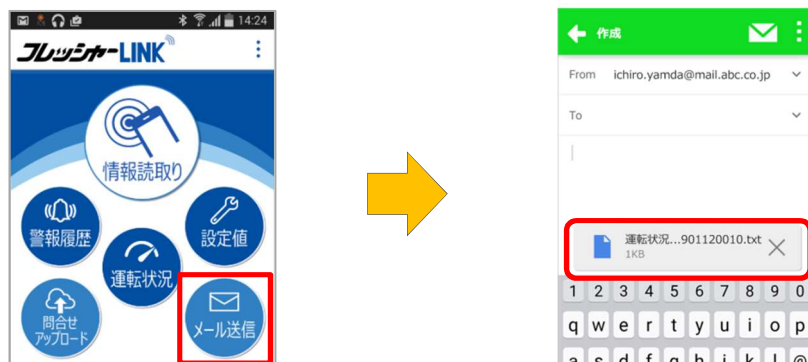 14:24
フレッシャーLINK
情報読取り
警報履歴
設定値
運転状況
問合せ
アップロード
メール送信
作成
From ichiro.yamda@mail.abc.co.jp
To
運転状況...901120010.txt
1KB
1 2 3 4 5 6 7 8 9 0
q w e r t y u i o p
a s d f g h j k l @